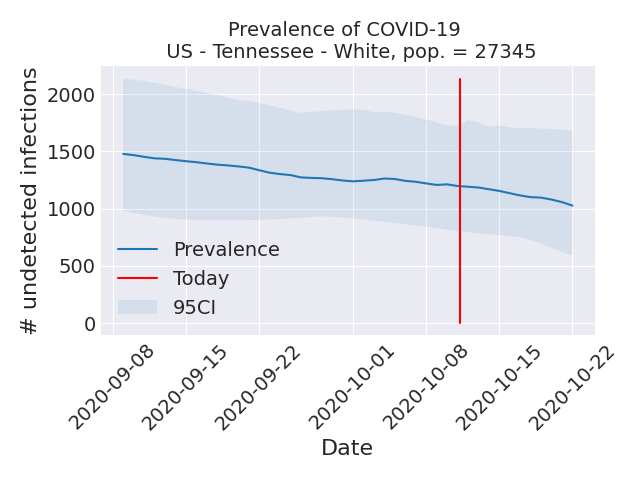 Prevalence of COVID-19
US - Tennessee - White, pop. = 27345
# undetected infections
2000
1500
1000
500
0
Prevalence
Today
95CI
2020-09-08
2020-09-15
2020-09-22
2020-10-01
2020-10-08
2020-10-15
2020-10-22
Date